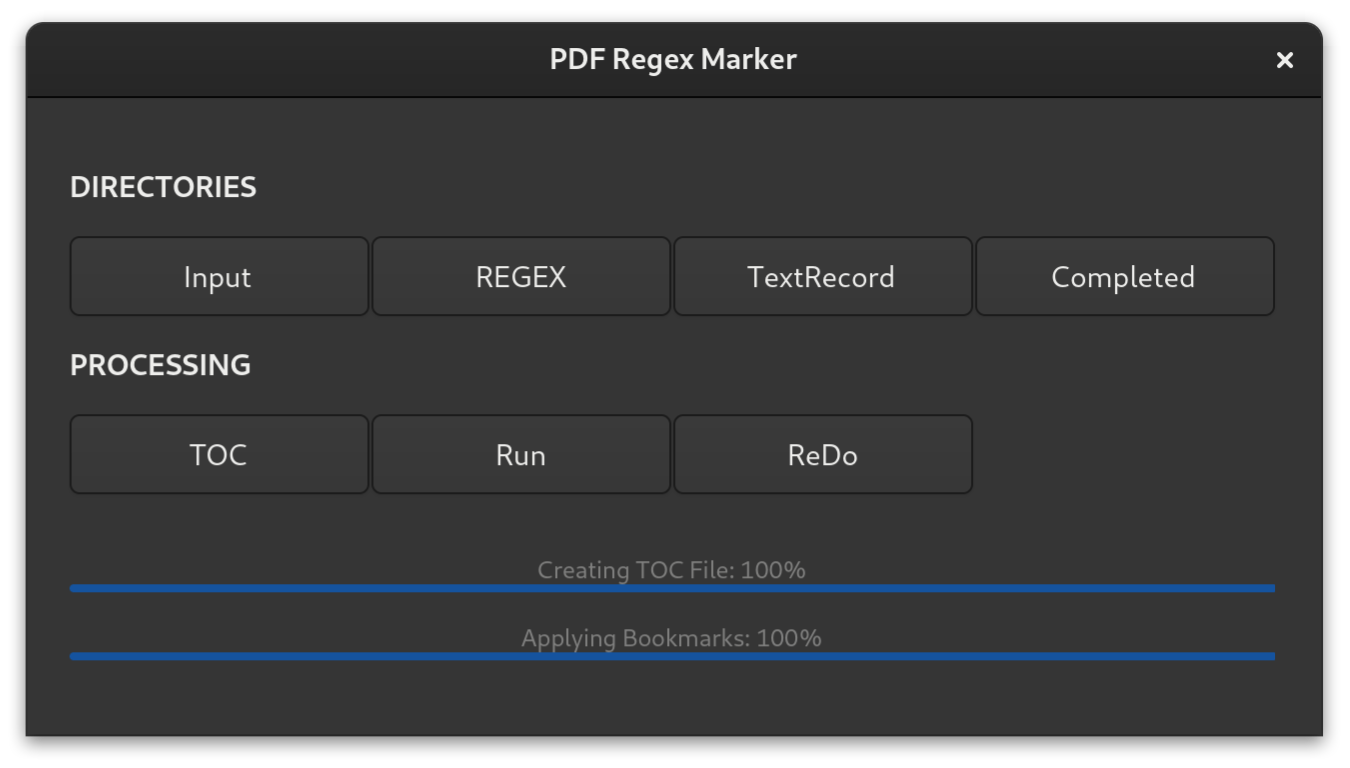 PDF Regex Marker
DIRECTORIES
Input REGEX TextRecord Completed
PROCESSING
TOC Run ReDo
Creating TOC File: 100%
Applying Bookmarks: 100%